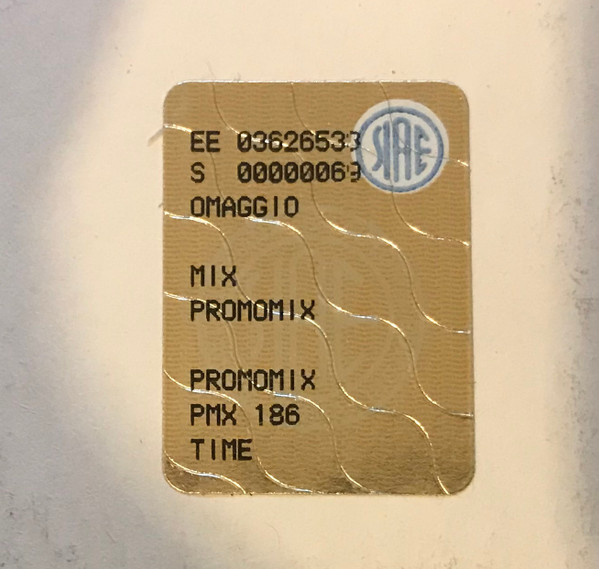 EE 03626533
S 00000069
SIAE
OMAGGIO
MIX
PROMOMIX
PROMOMIX
PMX 186
TIME